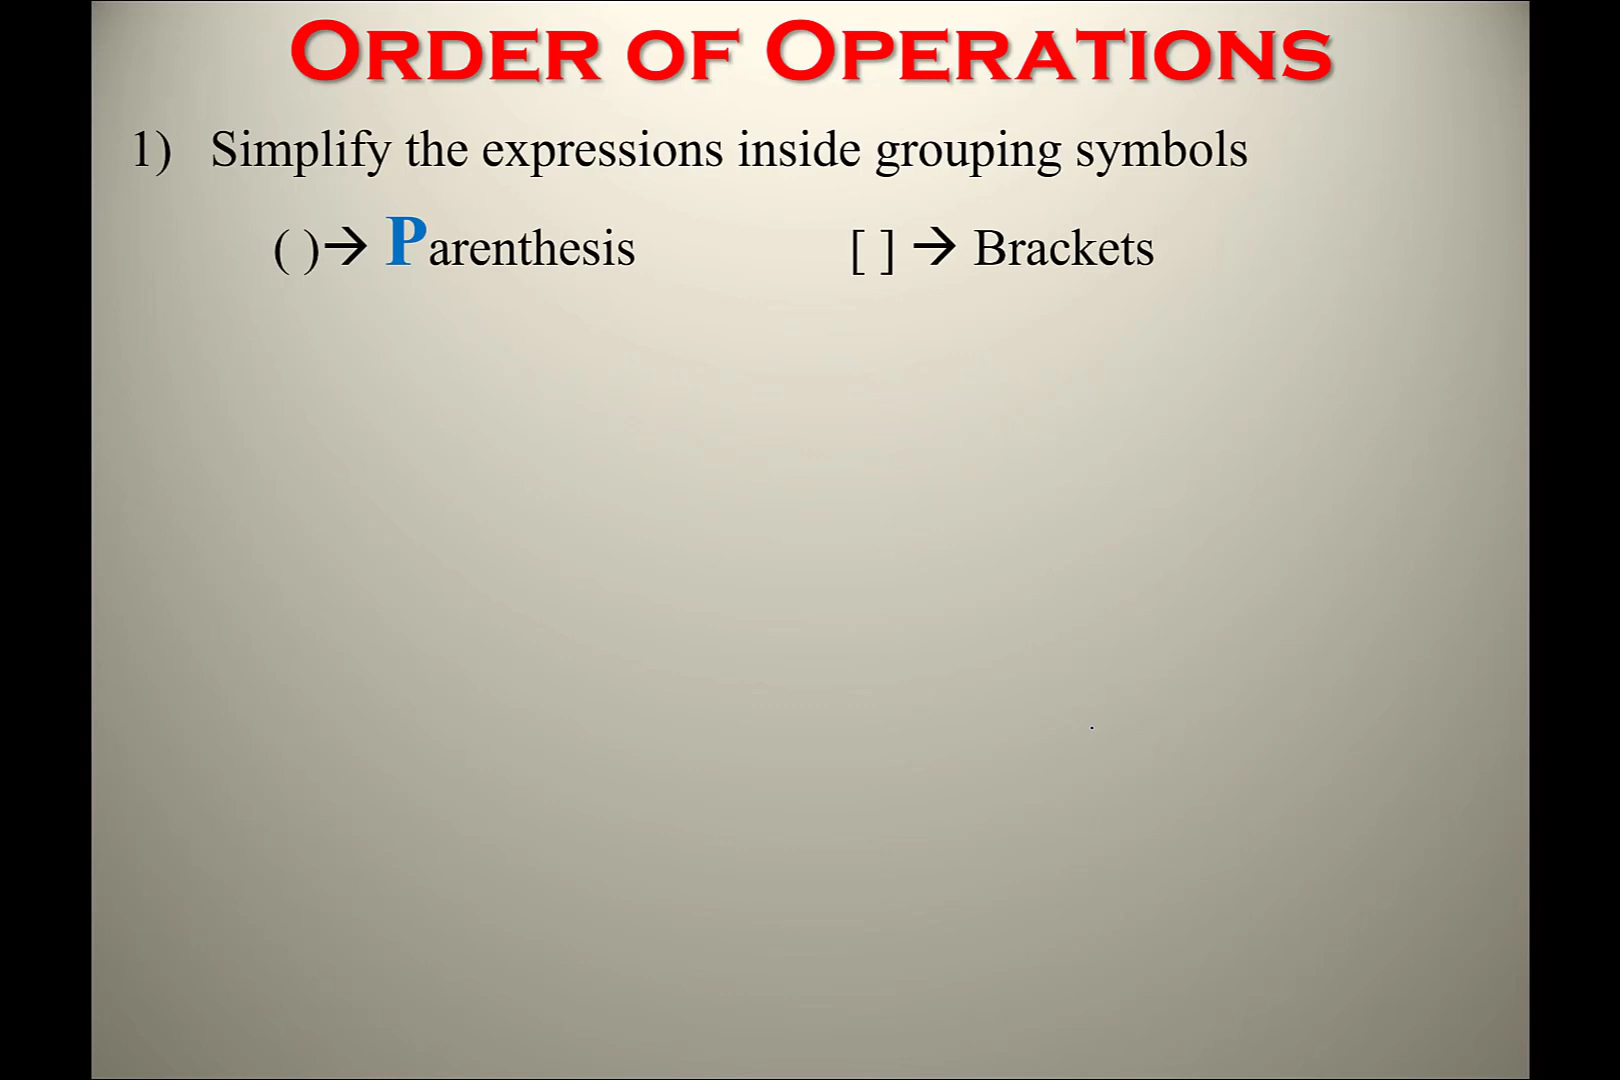 ORDER OF OPERATIONS
1) Simplify the expressions inside grouping symbols
( )→ Parenthesis [ ] → Brackets